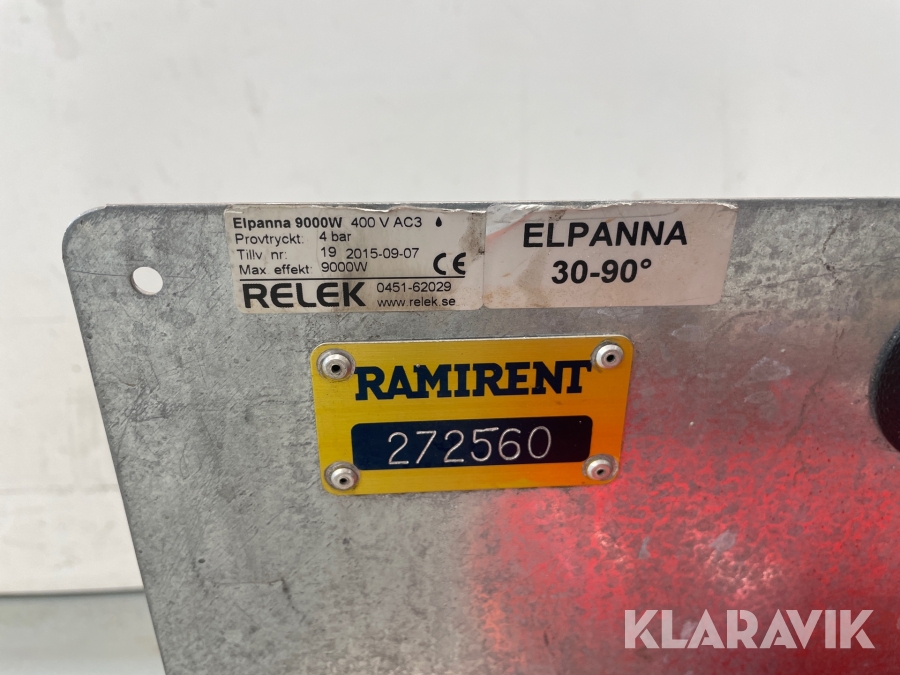 Elpanna 9000W 400 V AC3
Provtryckt: 4 bar
Tillv nr: 19 2015-09-07
Max effekt: 9000W CE
RELEK 0451-62029
www.relek.se
ELPANNA
30-90°
RAMIRENT
272560
KLARAVIK